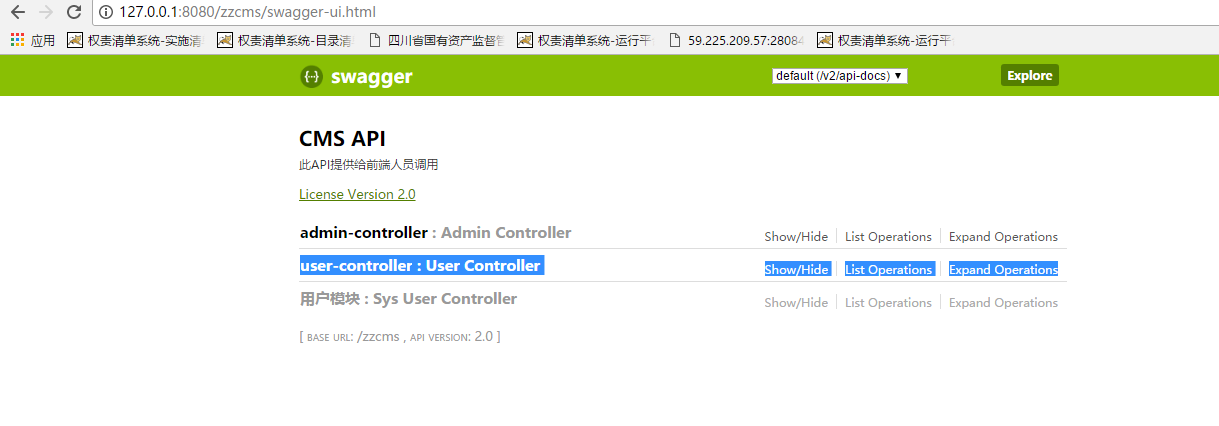 127.0.0.1:8080/zzcms/swagger-ui.html
应用 权责清单系统-实施清 权责清单系统-目录清 四川省国有资产监督管 权责清单系统-运行平 59.225.209.57:28084 权责清单系统-运行平
{··} swagger default (/v2/api-docs) ▼ Explore
CMS API
此API提供给前端人员调用
License Version 2.0
admin-controller : Admin Controller Show/Hide List Operations Expand Operations
user-controller : User Controller Show/Hide List Operations Expand Operations
用户模块 : Sys User Controller Show/Hide List Operations Expand Operations
[ BASE URL: /zzcms , API VERSION: 2.0 ]